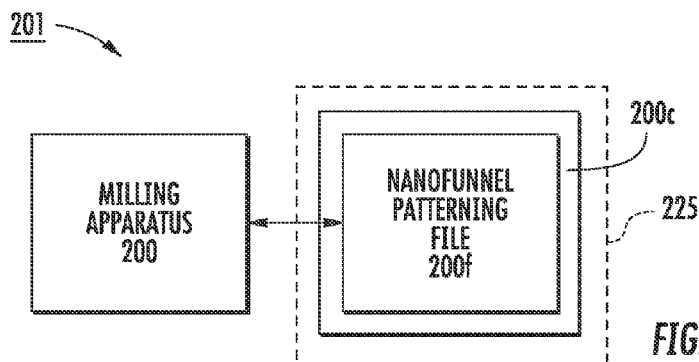 201
MILLING
APPARATUS
200
NANOFUNNEL
PATTERNING
FILE
200f
200c
225
FIG